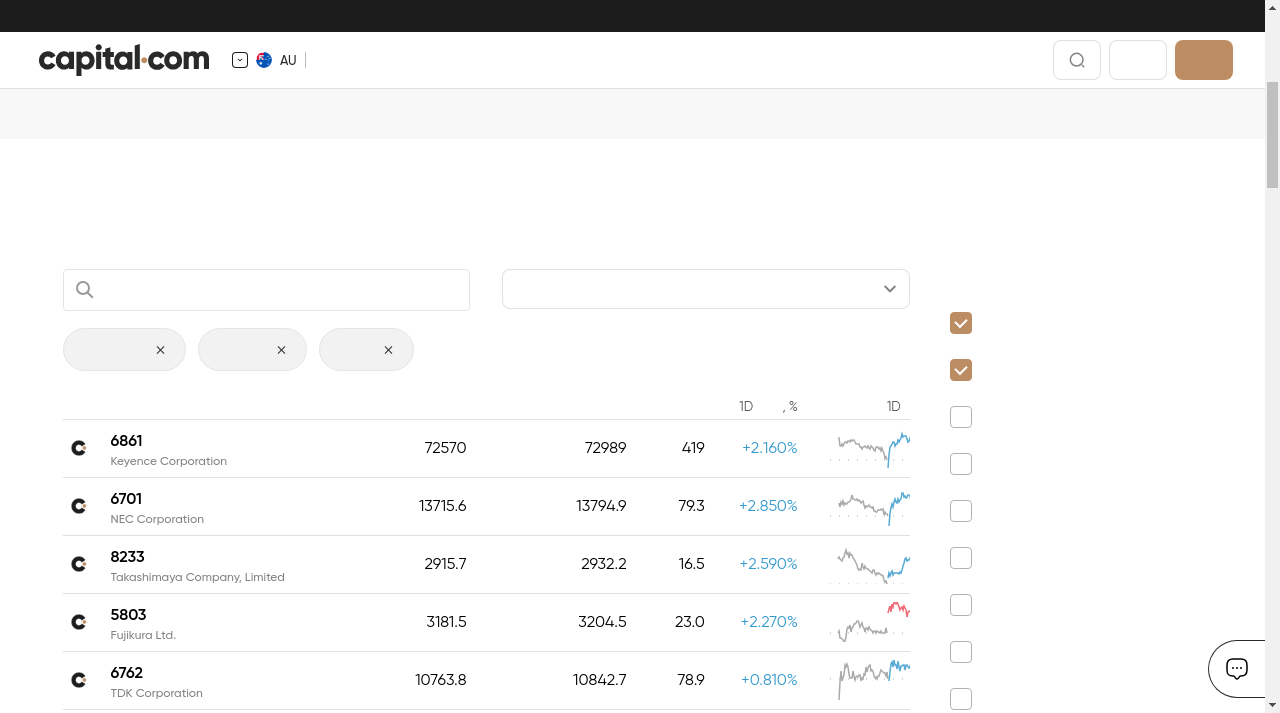 capital.com
AU
1D , % 1D
6861
Keyence Corporation
72570 72989 419 +2.160%
6701
NEC Corporation
13715.6 13794.9 79.3 +2.850%
8233
Takashimaya Company, Limited
2915.7 2932.2 16.5 +2.590%
5803
Fujikura Ltd.
3181.5 3204.5 23.0 +2.270%
6762
TDK Corporation
10763.8 10842.7 78.9 +0.810%